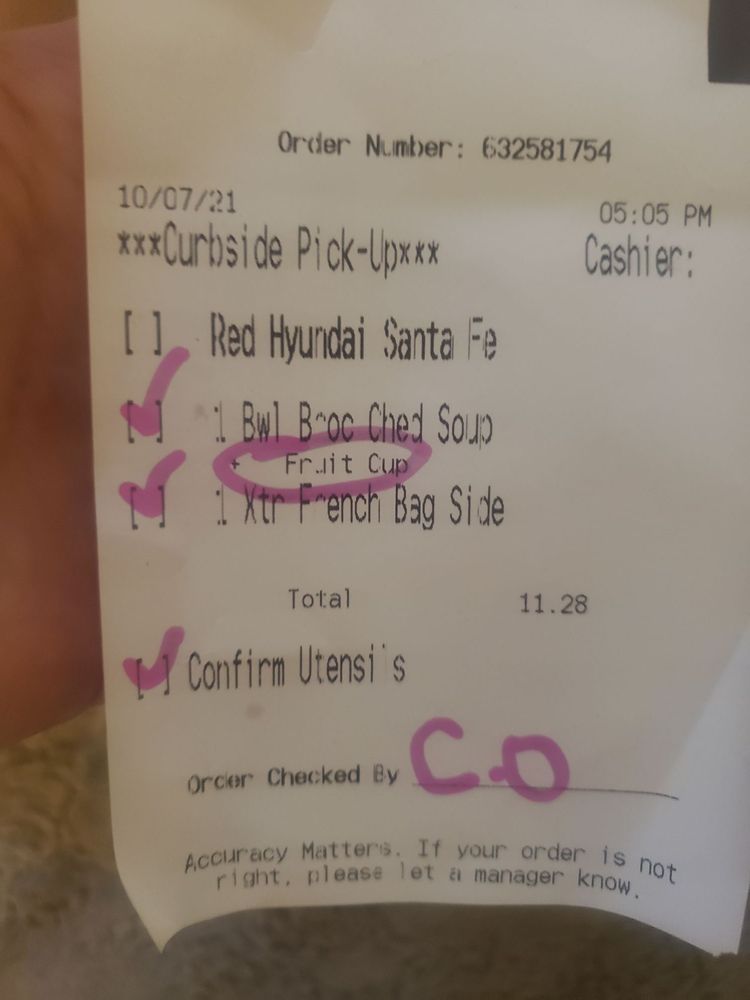 Order Number: 632581754
10/07/21 05:05 PM
***Curbside Pick-Up*** Cashier:
[ ] Red Hyundai Santa Fe
[ ] 1 Bwl Broc Ched Soup
+ Fruit Cup
[ ] 1 Xtr French Bag Side
Total 11.28
[ ] Confirm Utensils
Order Checked By C.O
Accuracy Matters. If your order is not
right, please let a manager know.